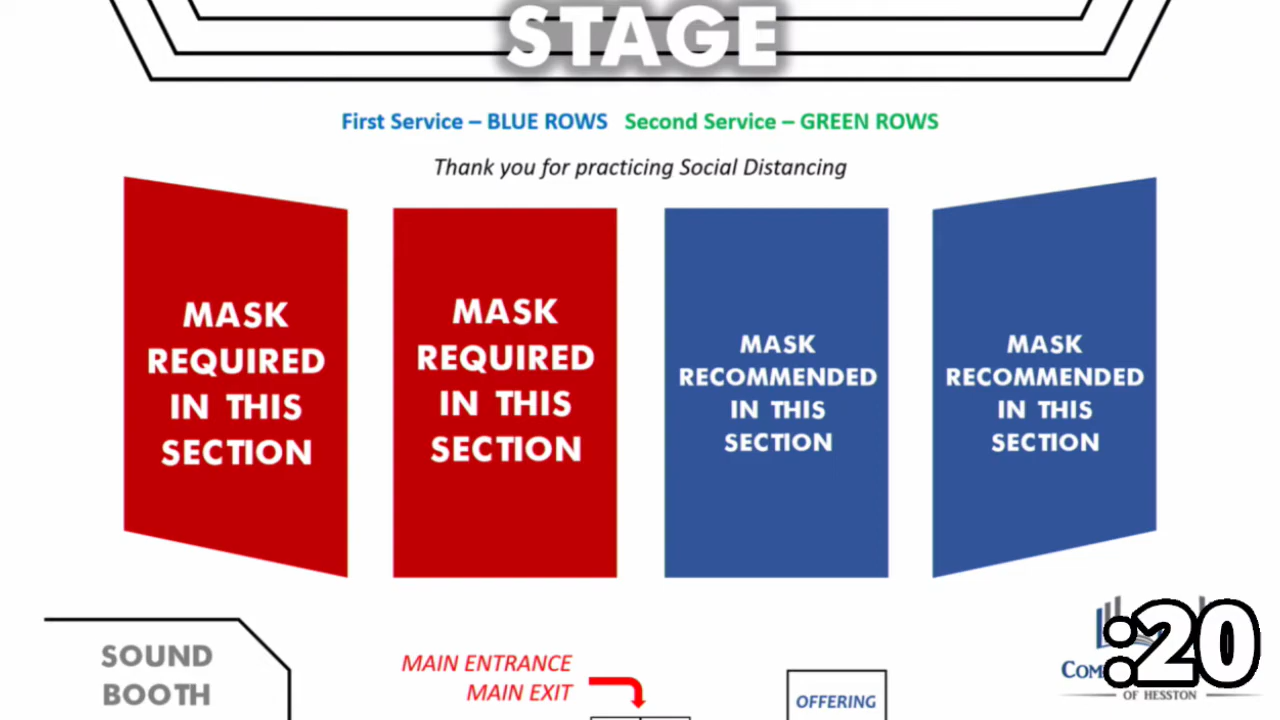 STAGE
First Service – BLUE ROWS Second Service – GREEN ROWS
Thank you for practicing Social Distancing
MASK
REQUIRED
IN THIS
SECTION
MASK
REQUIRED
IN THIS
SECTION
MASK
RECOMMENDED
IN THIS
SECTION
MASK
RECOMMENDED
IN THIS
SECTION
SOUND
BOOTH
MAIN ENTRANCE
MAIN EXIT
OFFERING
:20
OF HESSTON